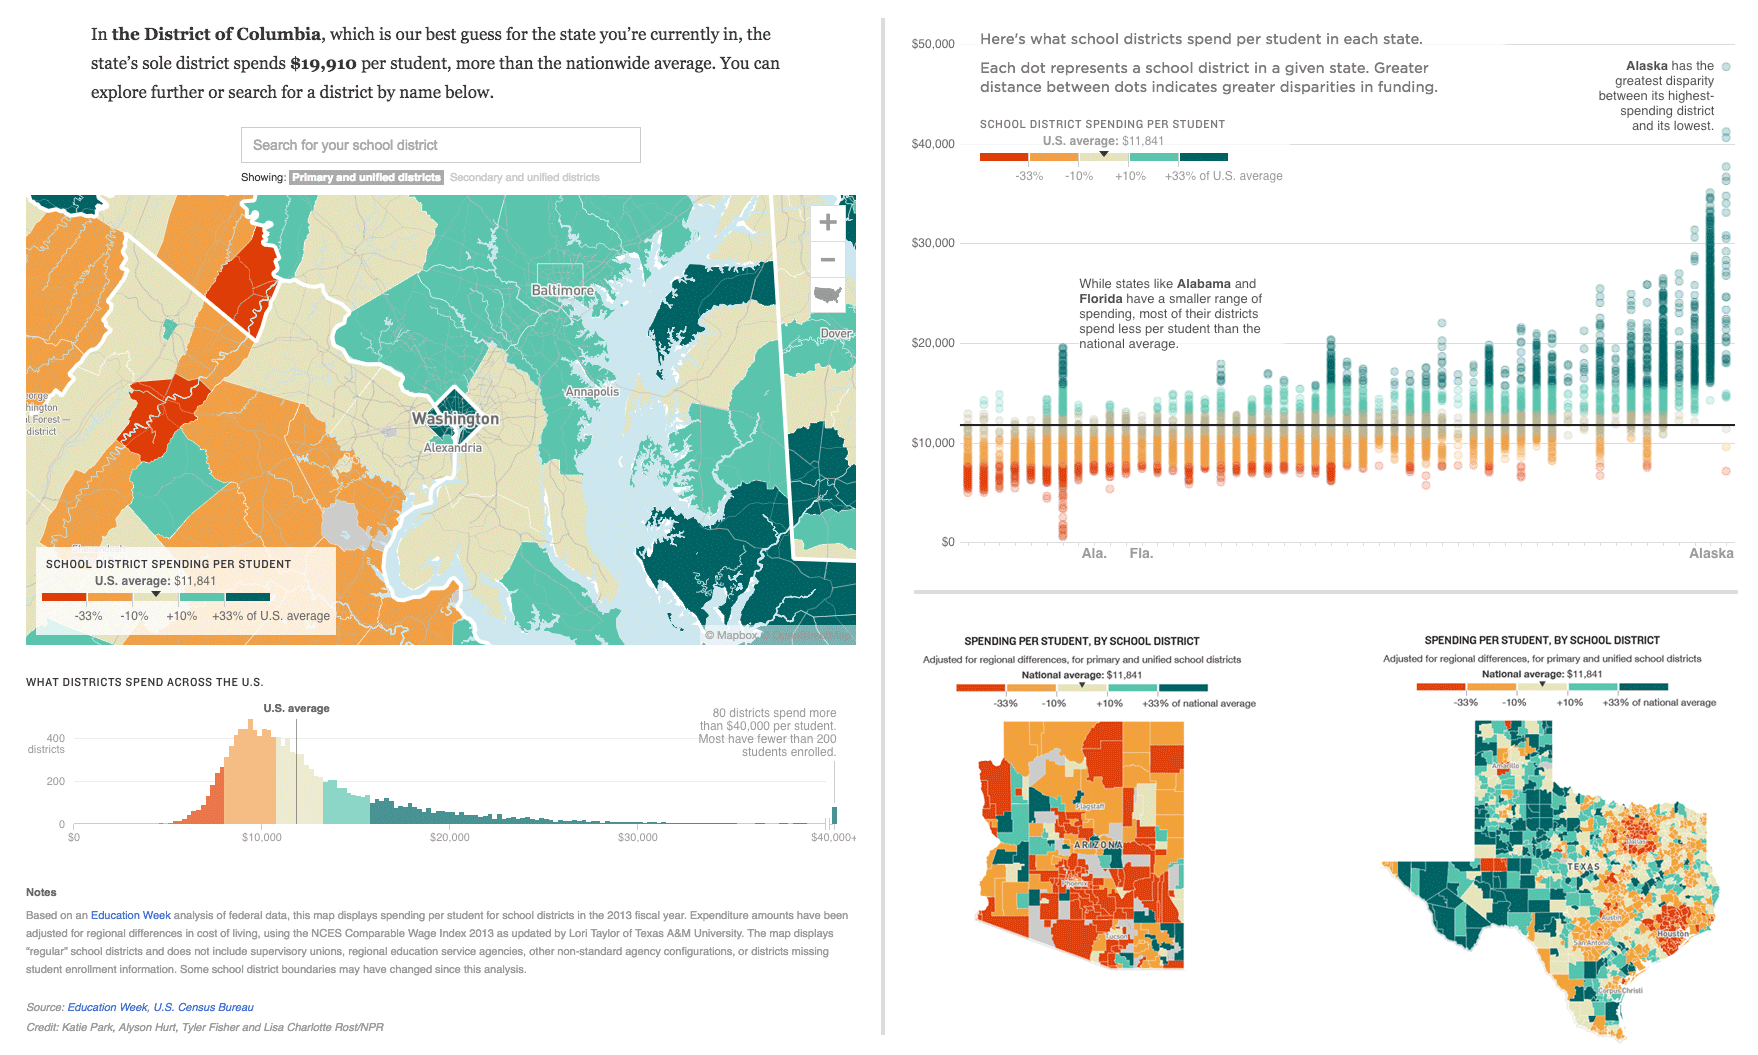 In the District of Columbia, which is our best guess for the state you’re currently in, the
state’s sole district spends $19,910 per student, more than the nationwide average. You can
explore further or search for a district by name below.
Search for your school district
Showing: Primary and unified districts Secondary and unified districts
Baltimore
Dover
Annapolis
Washington
Alexandria
hington
l Forest —
district
SCHOOL DISTRICT SPENDING PER STUDENT
U.S. average: $11,841
-33% -10% +10% +33% of U.S. average
© Mapbox © OpenStreetMap
WHAT DISTRICTS SPEND ACROSS THE U.S.
U.S. average
80 districts spend more
than $40,000 per student.
Most have fewer than 200
students enrolled.
400
districts
200
0
$0 $10,000 $20,000 $30,000 $40,000+
Notes
Based on an Education Week analysis of federal data, this map displays spending per student for school districts in the 2013 fiscal year. Expenditure amounts have been
adjusted for regional differences in cost of living, using the NCES Comparable Wage Index 2013 as updated by Lori Taylor of Texas A&M University. The map displays
“regular” school districts and does not include supervisory unions, regional education service agencies, other non-standard agency configurations, or districts missing
student enrollment information. Some school district boundaries may have changed since this analysis.
Source: Education Week, U.S. Census Bureau
Credit: Katie Park, Alyson Hurt, Tyler Fisher and Lisa Charlotte Rost/NPR
Here's what school districts spend per student in each state.
Each dot represents a school district in a given state. Greater
distance between dots indicates greater disparities in funding.
SCHOOL DISTRICT SPENDING PER STUDENT
U.S. average: $11,841
-33% -10% +10% +33% of U.S. average
Alaska has the
greatest disparity
between its highest-
spending district
and its lowest.
While states like Alabama and
Florida have a smaller range of
spending, most of their districts
spend less per student than the
national average.
$50,000
$40,000
$30,000
$20,000
$10,000
$0
Ala. Fla. Alaska
SPENDING PER STUDENT, BY SCHOOL DISTRICT
Adjusted for regional differences, for primary and unified school districts
National average: $11,841
-33% -10% +10% +33% of national average
Flagstaff
ARIZONA
Phoenix
Tucson
SPENDING PER STUDENT, BY SCHOOL DISTRICT
Adjusted for regional differences, for primary and unified school districts
National average: $11,841
-33% -10% +10% +33% of national average
Amarillo
Dallas
TEXAS
Austin
Houston
San Antonio
Corpus Christi